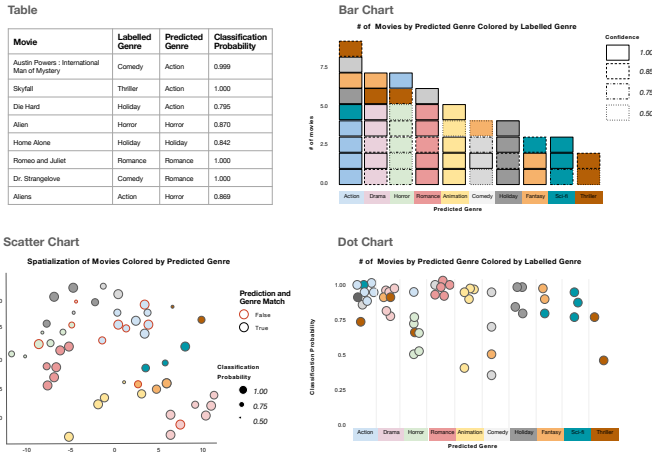 Table
Movie
Labelled Genre
Predicted Genre
Classification Probability
Austin Powers : International Man of Mystery Comedy Action 0.999
Skyfall Thriller Action 1.000
Die Hard Holiday Action 0.795
Alien Horror Horror 0.870
Home Alone Holiday Holiday 0.842
Romeo and Juliet Romance Romance 1.000
Dr. Strangelove Comedy Romance 1.000
Aliens Action Horror 0.869
Bar Chart
# of Movies by Predicted Genre Colored by Labelled Genre
Confidence
1.00
0.85
0.75
0.50
# of movies
7.5
5.0
2.5
0.0
Action Drama Horror Romance Animation Comedy Holiday Fantasy Sci-fi Thriller
Predicted Genre
Scatter Chart
Spatialization of Movies Colored by Predicted Genre
Prediction and
Genre Match
False
True
Classification
Probability
1.00
0.75
0.50
-10 -5 0 5 10
Dot Chart
# of Movies by Predicted Genre Colored by Labelled Genre
Classification Probability
1.00
0.75
0.5
0.25
0.0
Action Drama Horror Romance Animation Comedy Holiday Fantasy Sci-fi Thriller
Predicted Genre